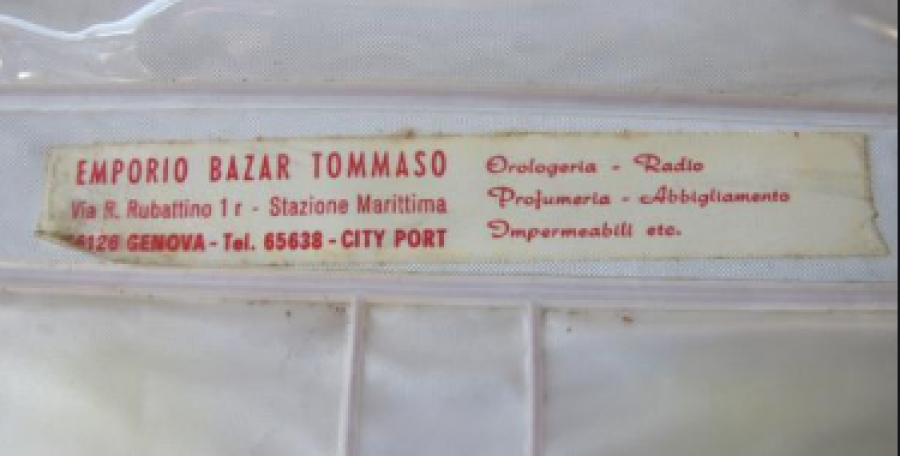 EMPORIO BAZAR TOMMASO
Via R. Rubattino 1 r - Stazione Marittima
GENOVA - Tel. 65638 - CITY PORT
Orologeria - Radio
Profumeria - Abbigliamento
Impermeabili etc.